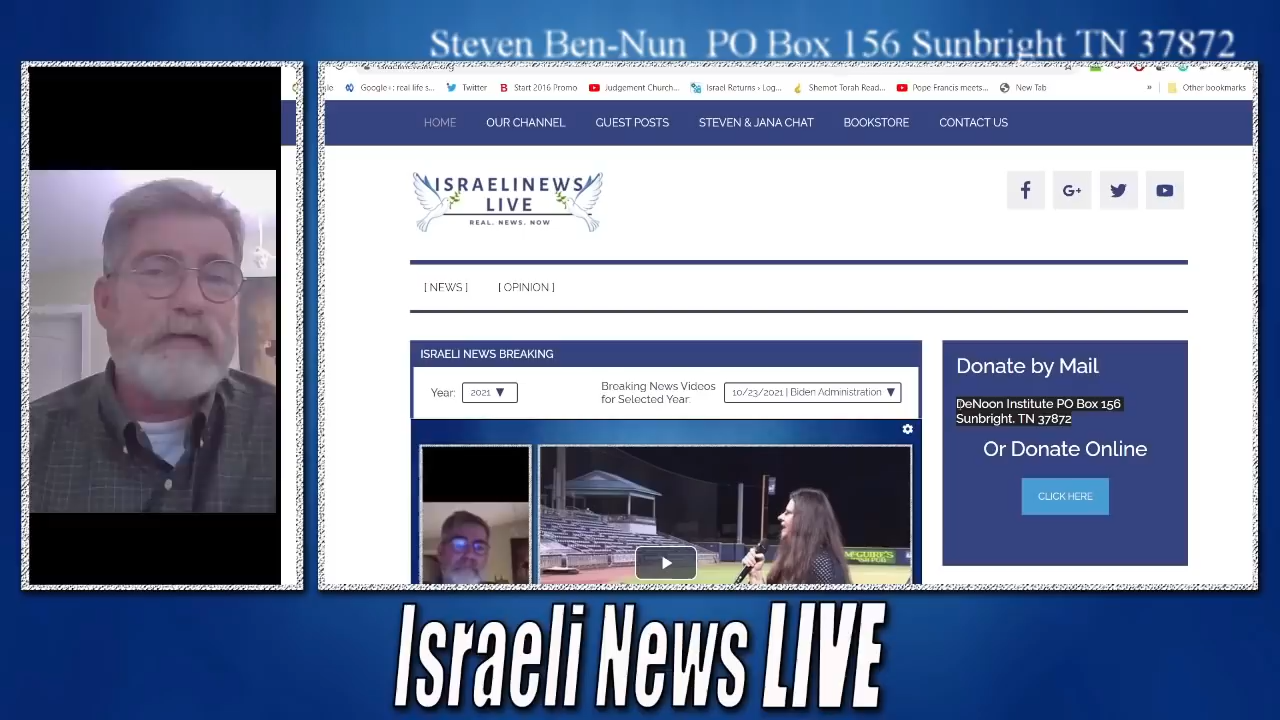 Steven Ben-Nun PO Box 156 Sunbright TN 37872
Google+: real life s...
Twitter
Start 2016 Promo
Judgement Church...
Israel Returns › Log...
Shemot Torah Read...
Pope Francis meets...
New Tab
» Other bookmarks
HOME
OUR CHANNEL
GUEST POSTS
STEVEN & JANA CHAT
BOOKSTORE
CONTACT US
ISRAELINEWS
LIVE
REAL. NEWS. NOW
[ NEWS ]
[ OPINION ]
ISRAELI NEWS BREAKING
Year: 2021 ▼
Breaking News Videos
for Selected Year:
10/23/2021 | Biden Administration ▼
McGUIRE'S
Donate by Mail
DeNoon Institute PO Box 156
Sunbright. TN 37872
Or Donate Online
CLICK HERE
Israeli News LIVE